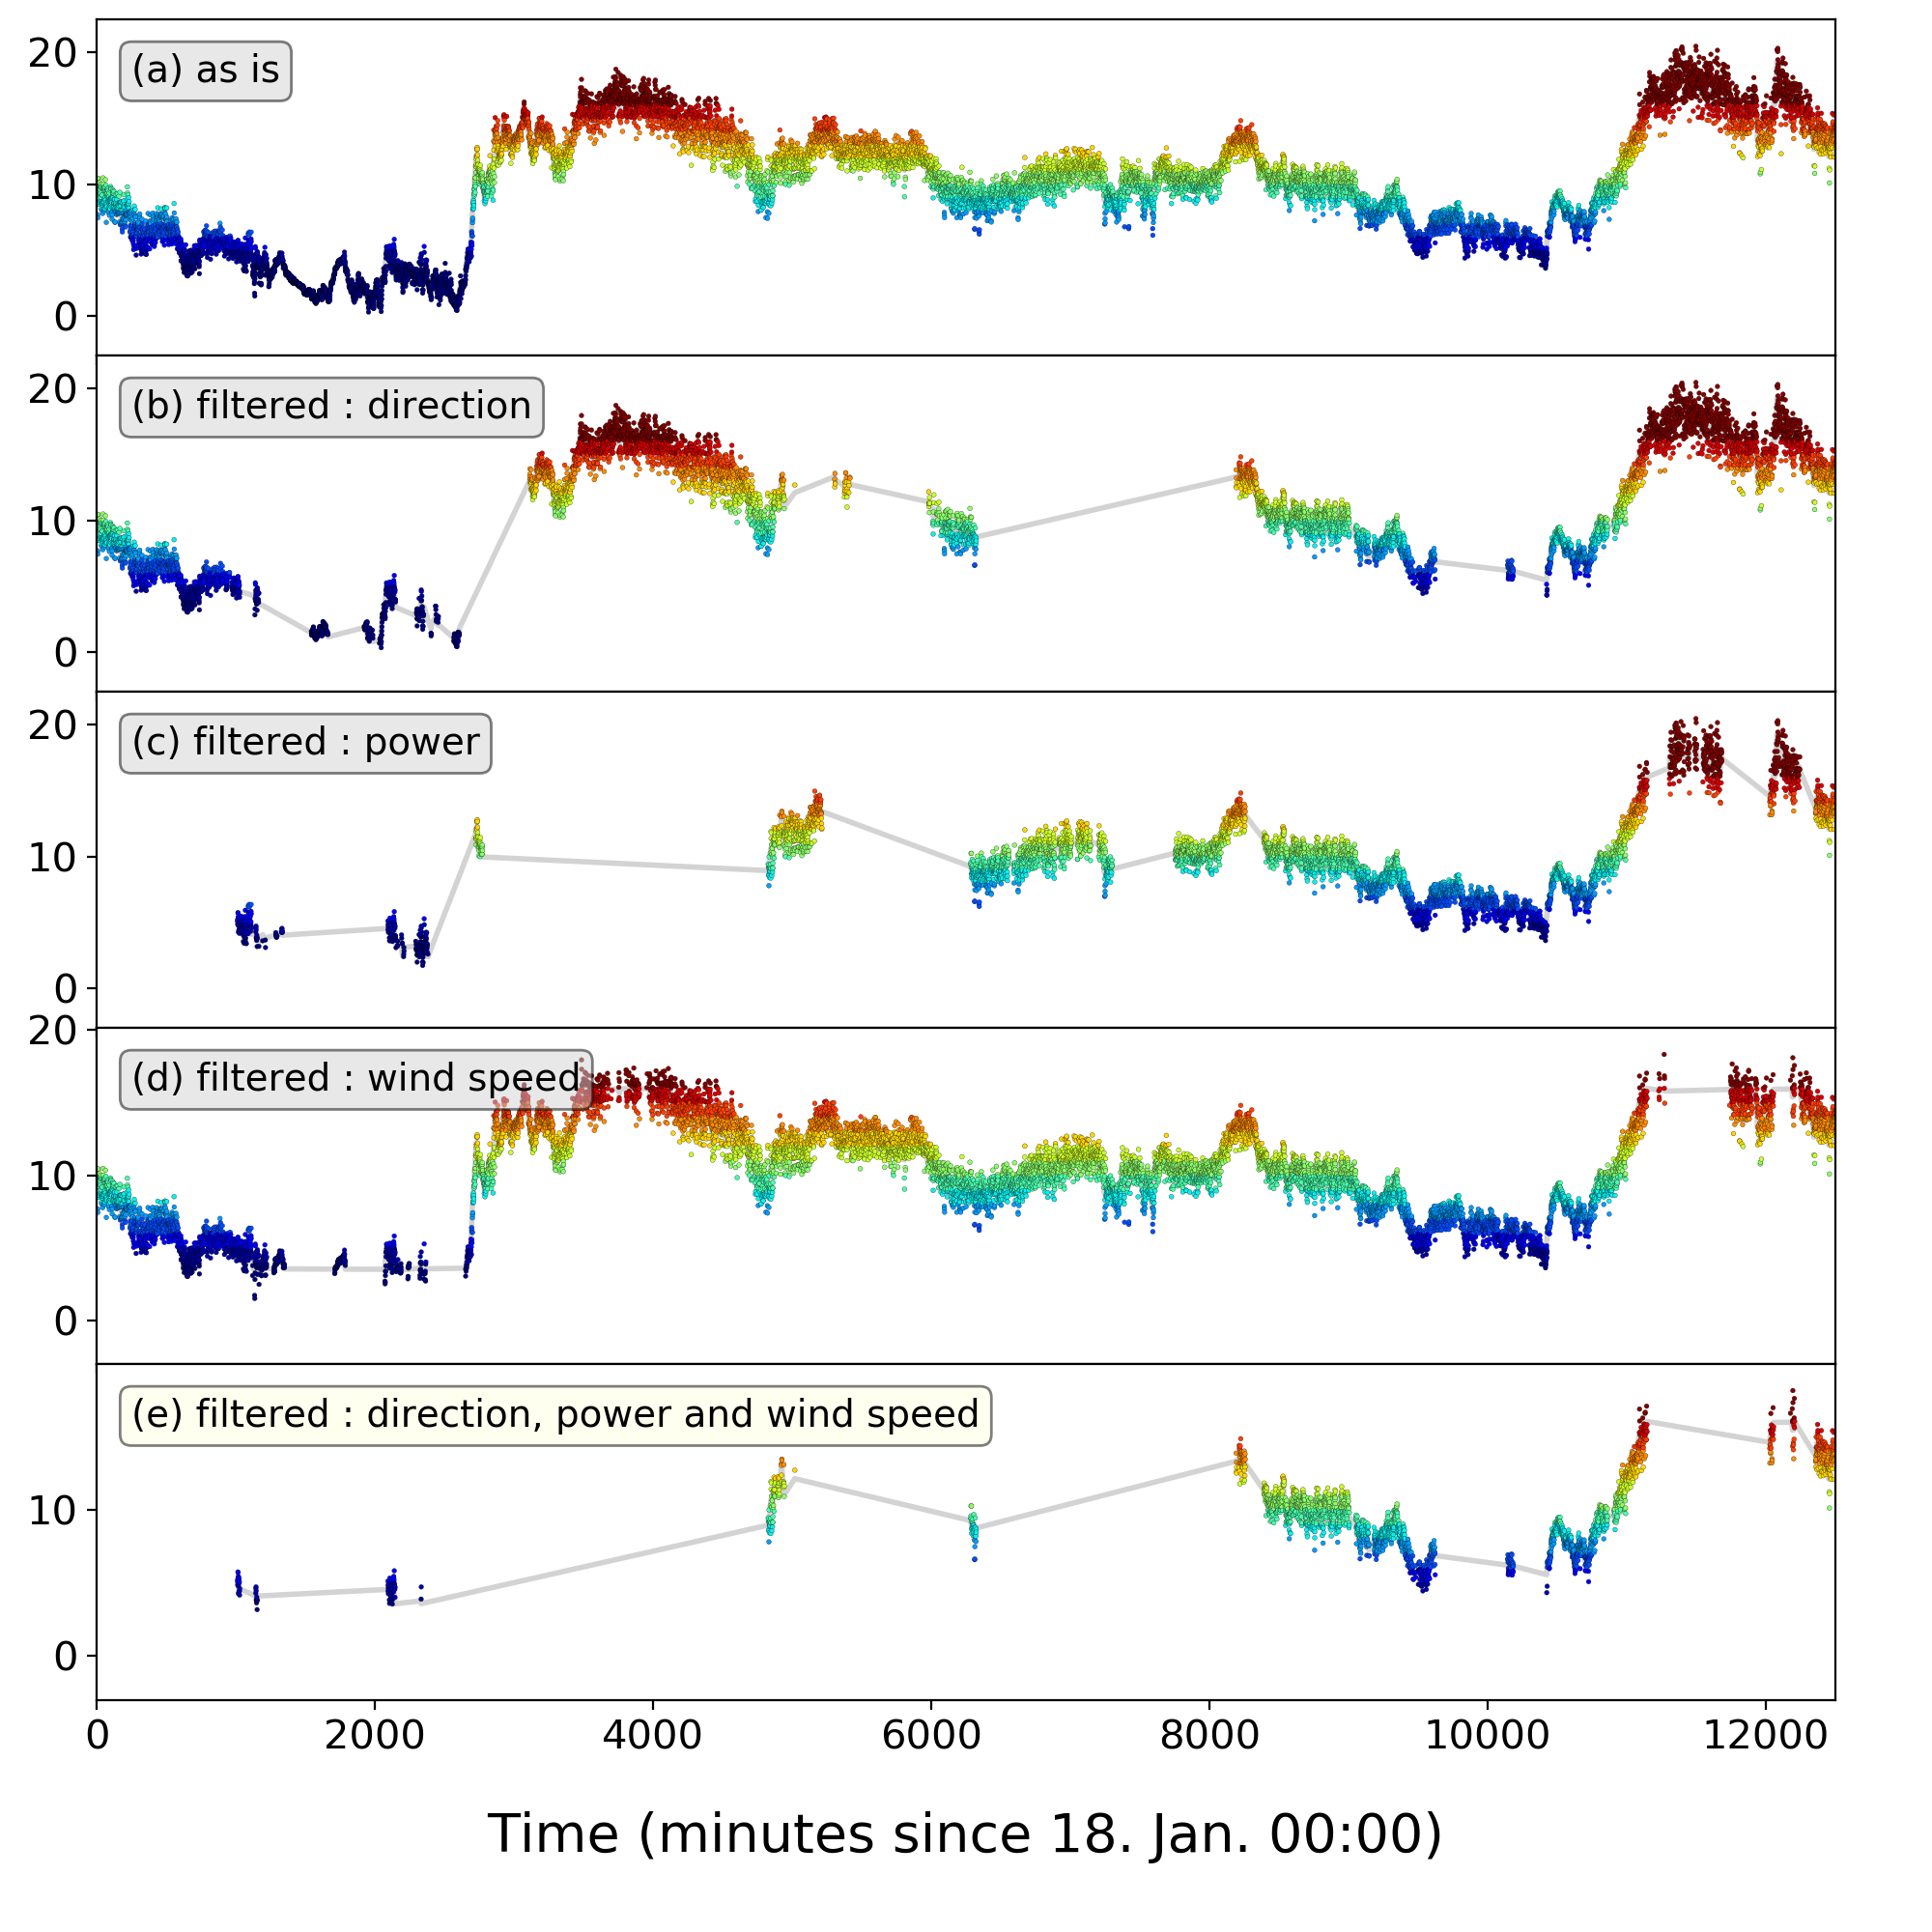 20
(a) as is
10
0
20
(b) filtered : direction
10
0
20
(c) filtered : power
10
0
20
(d) filtered : wind speed
10
0
(e) filtered : direction, power and wind speed
10
0
0 2000 4000 6000 8000 10000 12000
Time (minutes since 18. Jan. 00:00)